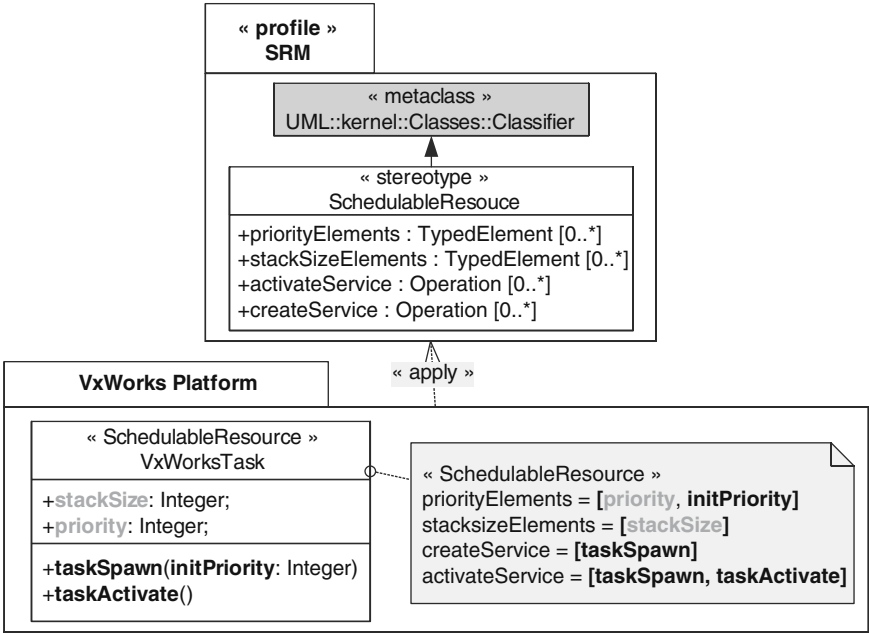 « profile »
SRM
« metaclass »
UML::kernel::Classes::Classifier
« stereotype »
SchedulableResouce
+priorityElements : TypedElement [0..*]
+stackSizeElements : TypedElement [0..*]
+activateService : Operation [0..*]
+createService : Operation [0..*]
« apply »
VxWorks Platform
« SchedulableResource »
VxWorksTask
+stackSize: Integer;
+priority: Integer;
+taskSpawn(initPriority: Integer)
+taskActivate()
« SchedulableResource »
priorityElements = [priority, initPriority]
stacksizeElements = [stackSize]
createService = [taskSpawn]
activateService = [taskSpawn, taskActivate]